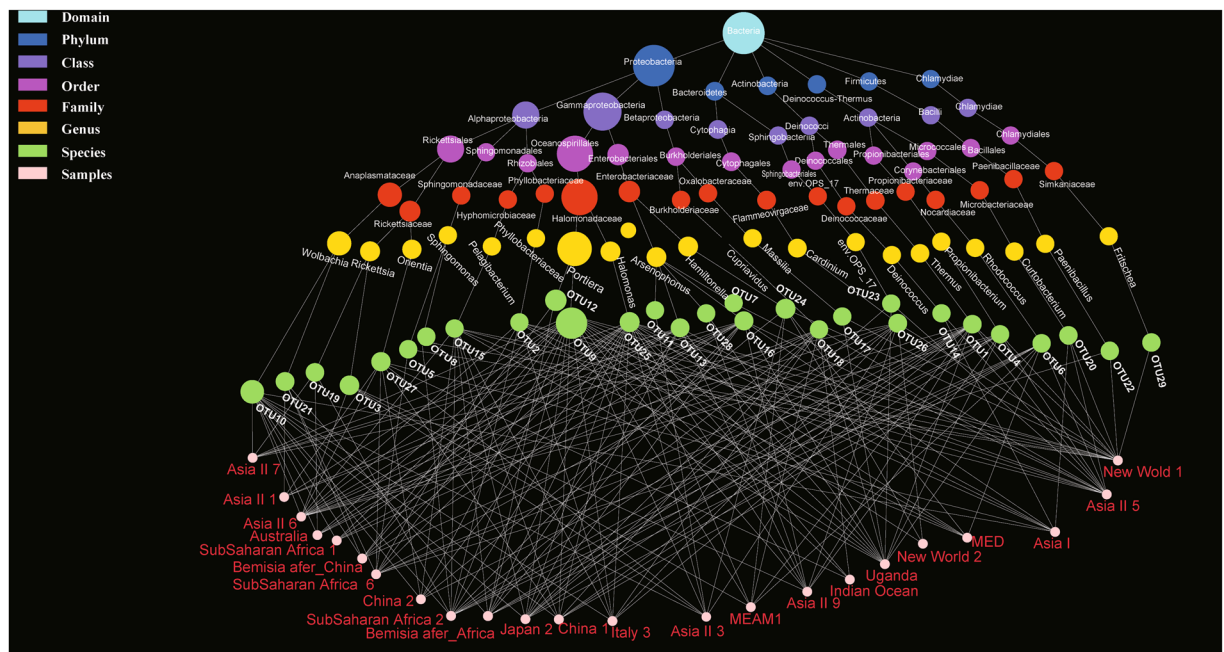 Domain
Phylum
Class
Order
Family
Genus
Species
Samples
Bacteria
Proteobacteria
Actinobacteria
Firmicutes
Chlamydiae
Bacteroidetes
Deinococcus-Thermus
Gammaproteobacteria
Alphaproteobacteria
Betaproteobacteria
Cytophagia
Sphingobacteriia
Deinococci
Actinobacteria
Bacilli
Chlamydiae
Rickettsiales
Sphingomonadales
Rhizobiales
Oceanospirillales
Enterobacteriales
Burkholderiales
Cytophagales
Sphingobacteriales
Deinococcales
Thermales
Propionibacteriales
Corynebacteriales
Micrococcales
Bacillales
Chlamydiales
Anaplasmataceae
Rickettsiaceae
Sphingomonadaceae
Hyphomicrobiaceae
Phyllobacteriaceae
Halomonadaceae
Enterobacteriaceae
Burkholderiaceae
Oxalobacteraceae
Flammeovirgaceae
env.OPS_17
Deinococcaceae
Thermaceae
Propionibacteriaceae
Nocardiaceae
Microbacteriaceae
Paenibacillaceae
Simkaniaceae
Wolbachia
Rickettsia
Orientia
Sphingomonas
Pelagibacterium
Phyllobacteriaceae
Portiera
Halomonas
Arsenophonus
Hamiltonella
Cupriavidus
Massilia
Cardinium
env.OPS_17
Deinococcus
Thermus
Propionibacterium
Rhodococcus
Curtobacterium
Paenibacillus
Fritschea
OTU10
OTU21
OTU19
OTU3
OTU27
OTU5
OTU8
OTU15
OTU2
OTU12
OTU9
OTU25
OTU11
OTU13
OTU28
OTU7
OTU16
OTU24
OTU18
OTU17
OTU23
OTU26
OTU14
OTU1
OTU4
OTU6
OTU20
OTU22
OTU29
Asia II 7
Asia II 1
Asia II 6
Australia
SubSaharan Africa 1
Bemisia afer_China
SubSaharan Africa 6
China 2
SubSaharan Africa 2
Bemisia afer_Africa
Japan 2
China 1
Italy 3
Asia II 3
MEAM1
Asia II 9
Indian Ocean
Uganda
New World 2
MED
Asia I
Asia II 5
New Wold 1